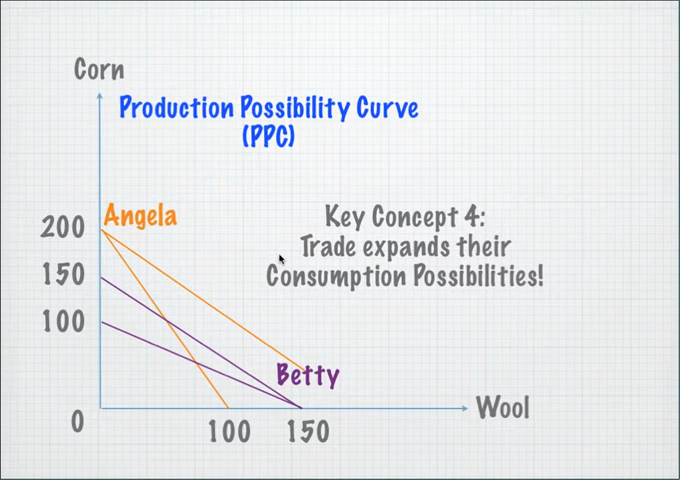 Corn
Production Possibility Curve
(PPC)
Angela
200
Key Concept 4:
Trade expands their
Consumption Possibilities!
150
100
Betty
Wool
0
100
150